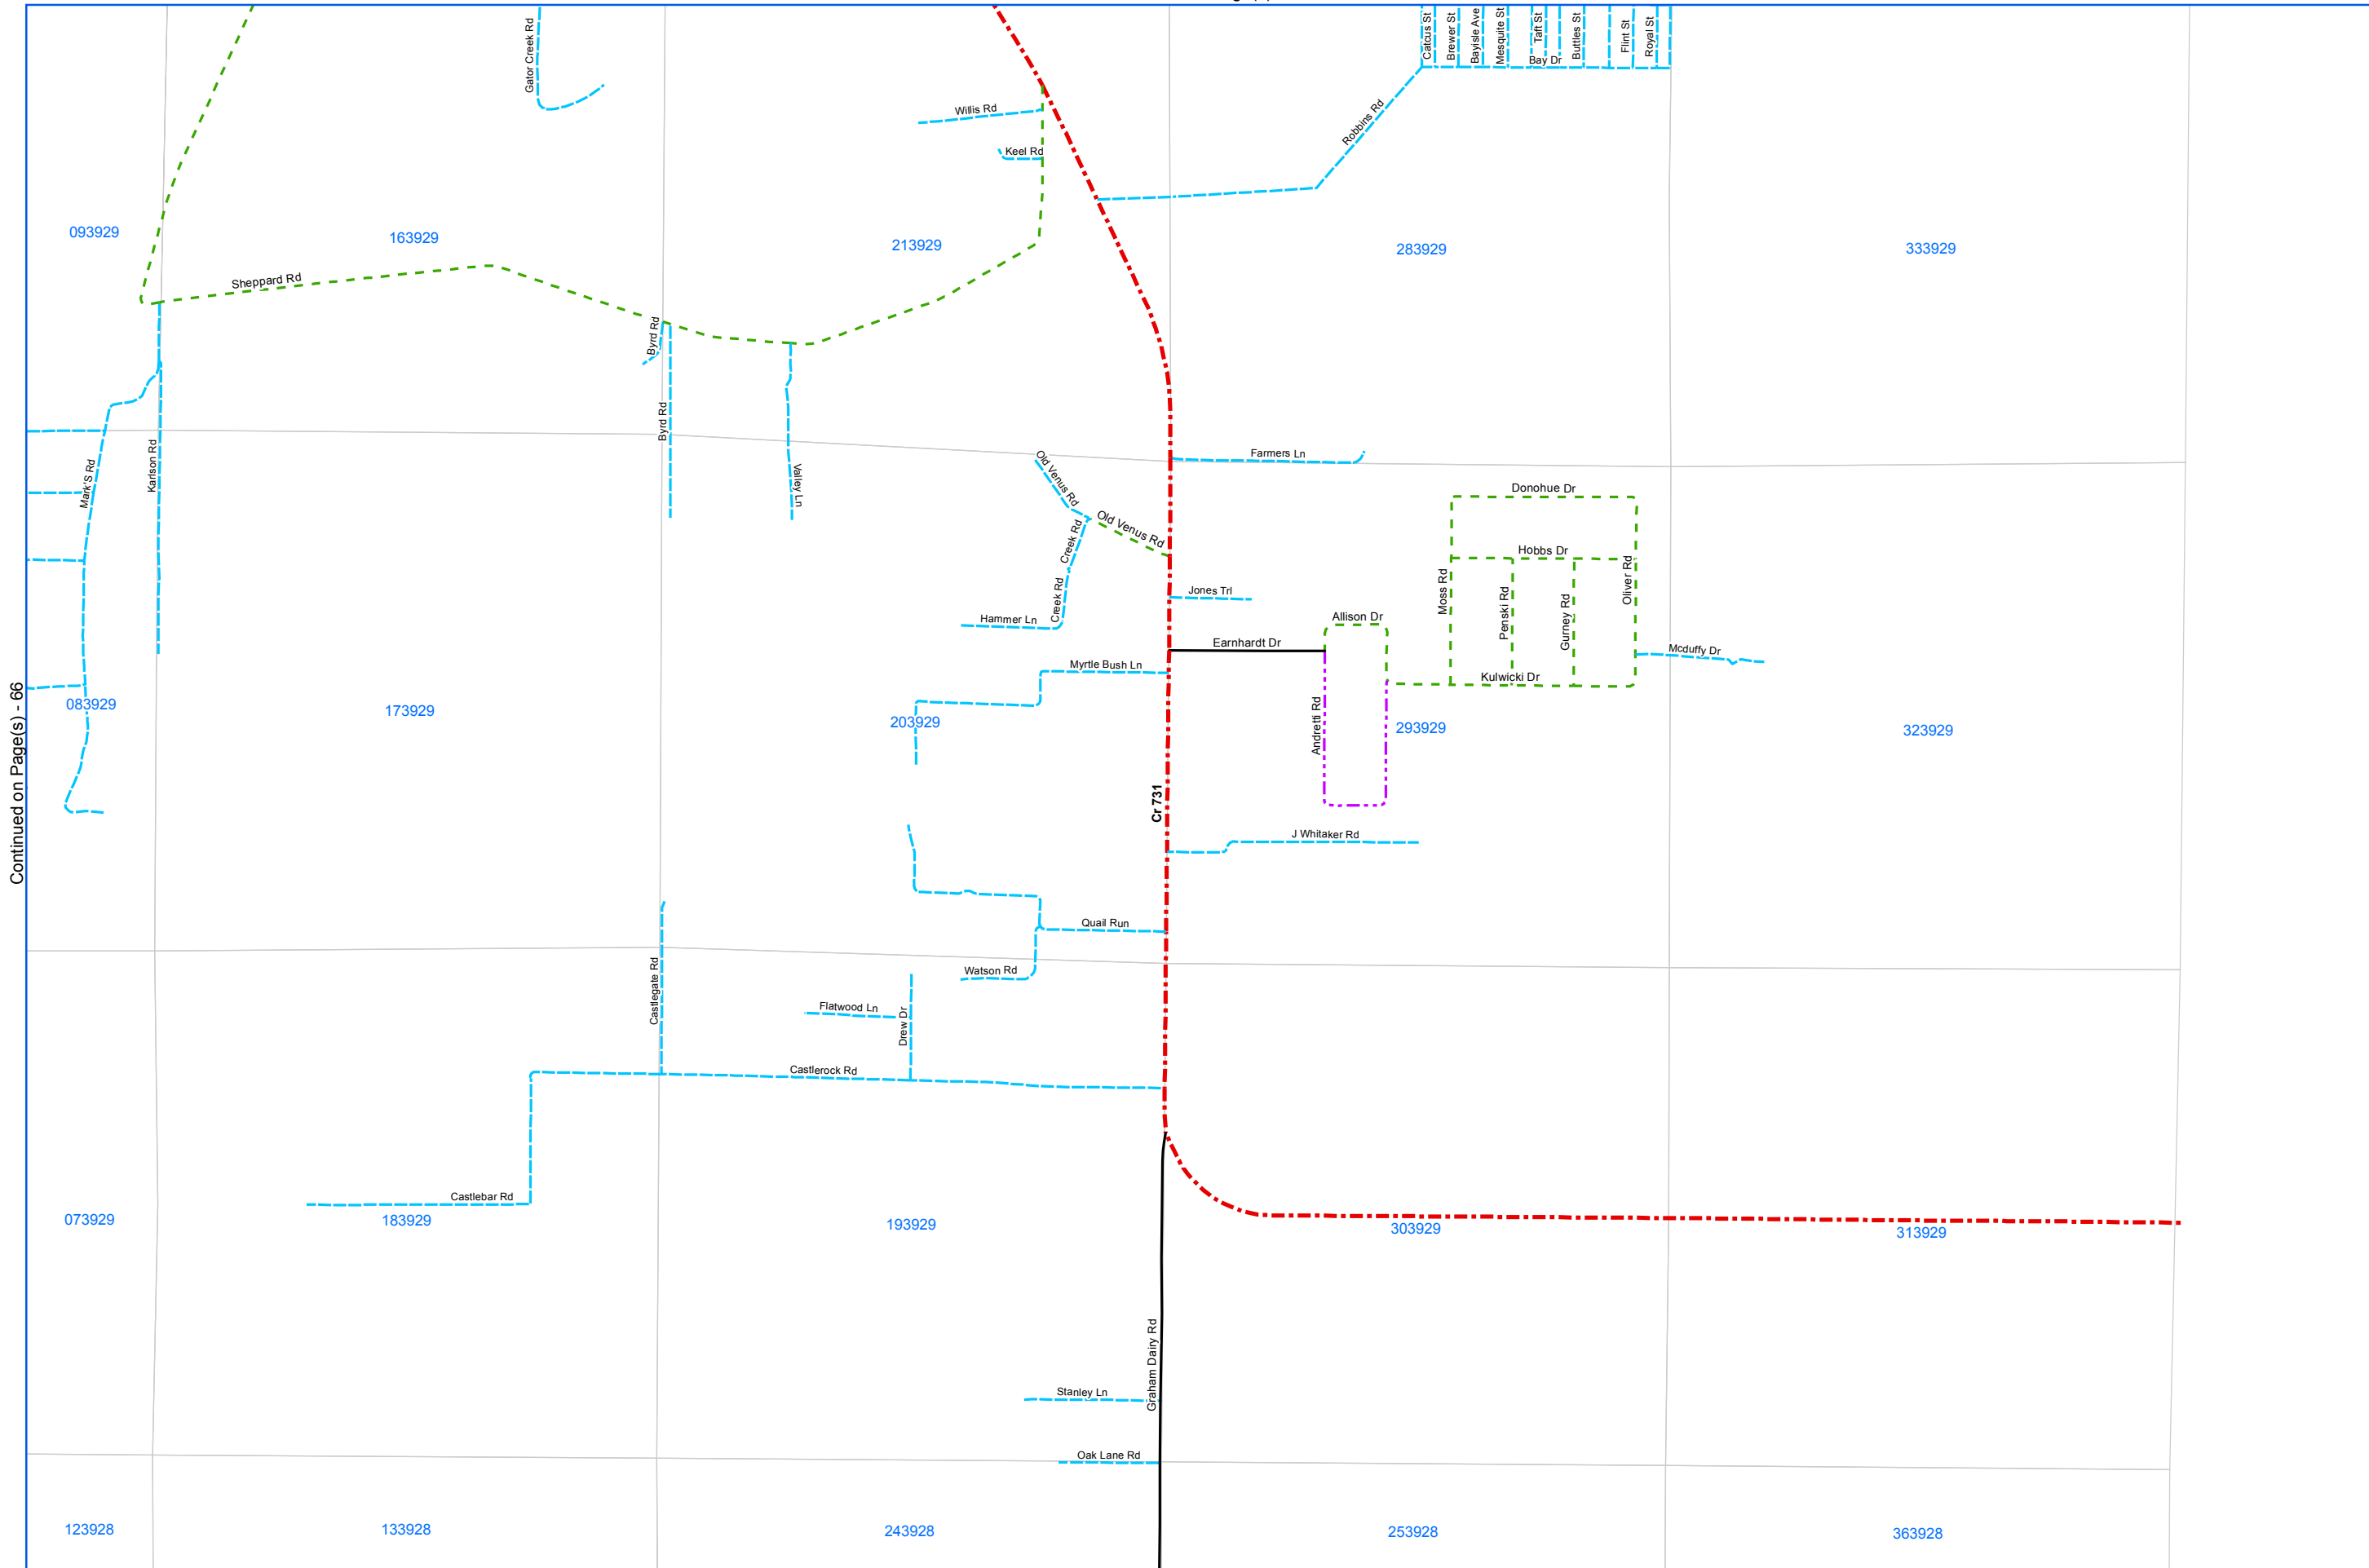 Gator Creek Rd
Catcus St
Brewer St
Bayisle Ave
Mesquite St
Taft St
Buttles St
Flint St
Royal St
Bay Dr
Willis Rd
Robbins Rd
Keel Rd
093929
163929
213929
283929
333929
Sheppard Rd
Byrd Rd
Byrd Rd
Mark'S Rd
Karlson Rd
Valley Ln
Old Venus Rd
Farmers Ln
Old Venus Rd
Creek Rd
Creek Rd
Donohue Dr
Hobbs Dr
Moss Rd
Penski Rd
Gurney Rd
Oliver Rd
Jones Trl
Hammer Ln
Allison Dr
Earnhardt Dr
Myrtle Bush Ln
Mcduffy Dr
Kulwicki Dr
Andretti Rd
083929
173929
203929
293929
323929
Continued on Page(s) - 66
Cr 731
J Whitaker Rd
Quail Run
Castlegate Rd
Watson Rd
Flatwood Ln
Drew Dr
Castlerock Rd
Castlebar Rd
073929
183929
193929
303929
313929
Graham Dairy Rd
Stanley Ln
Oak Lane Rd
123928
133928
243928
253928
363928